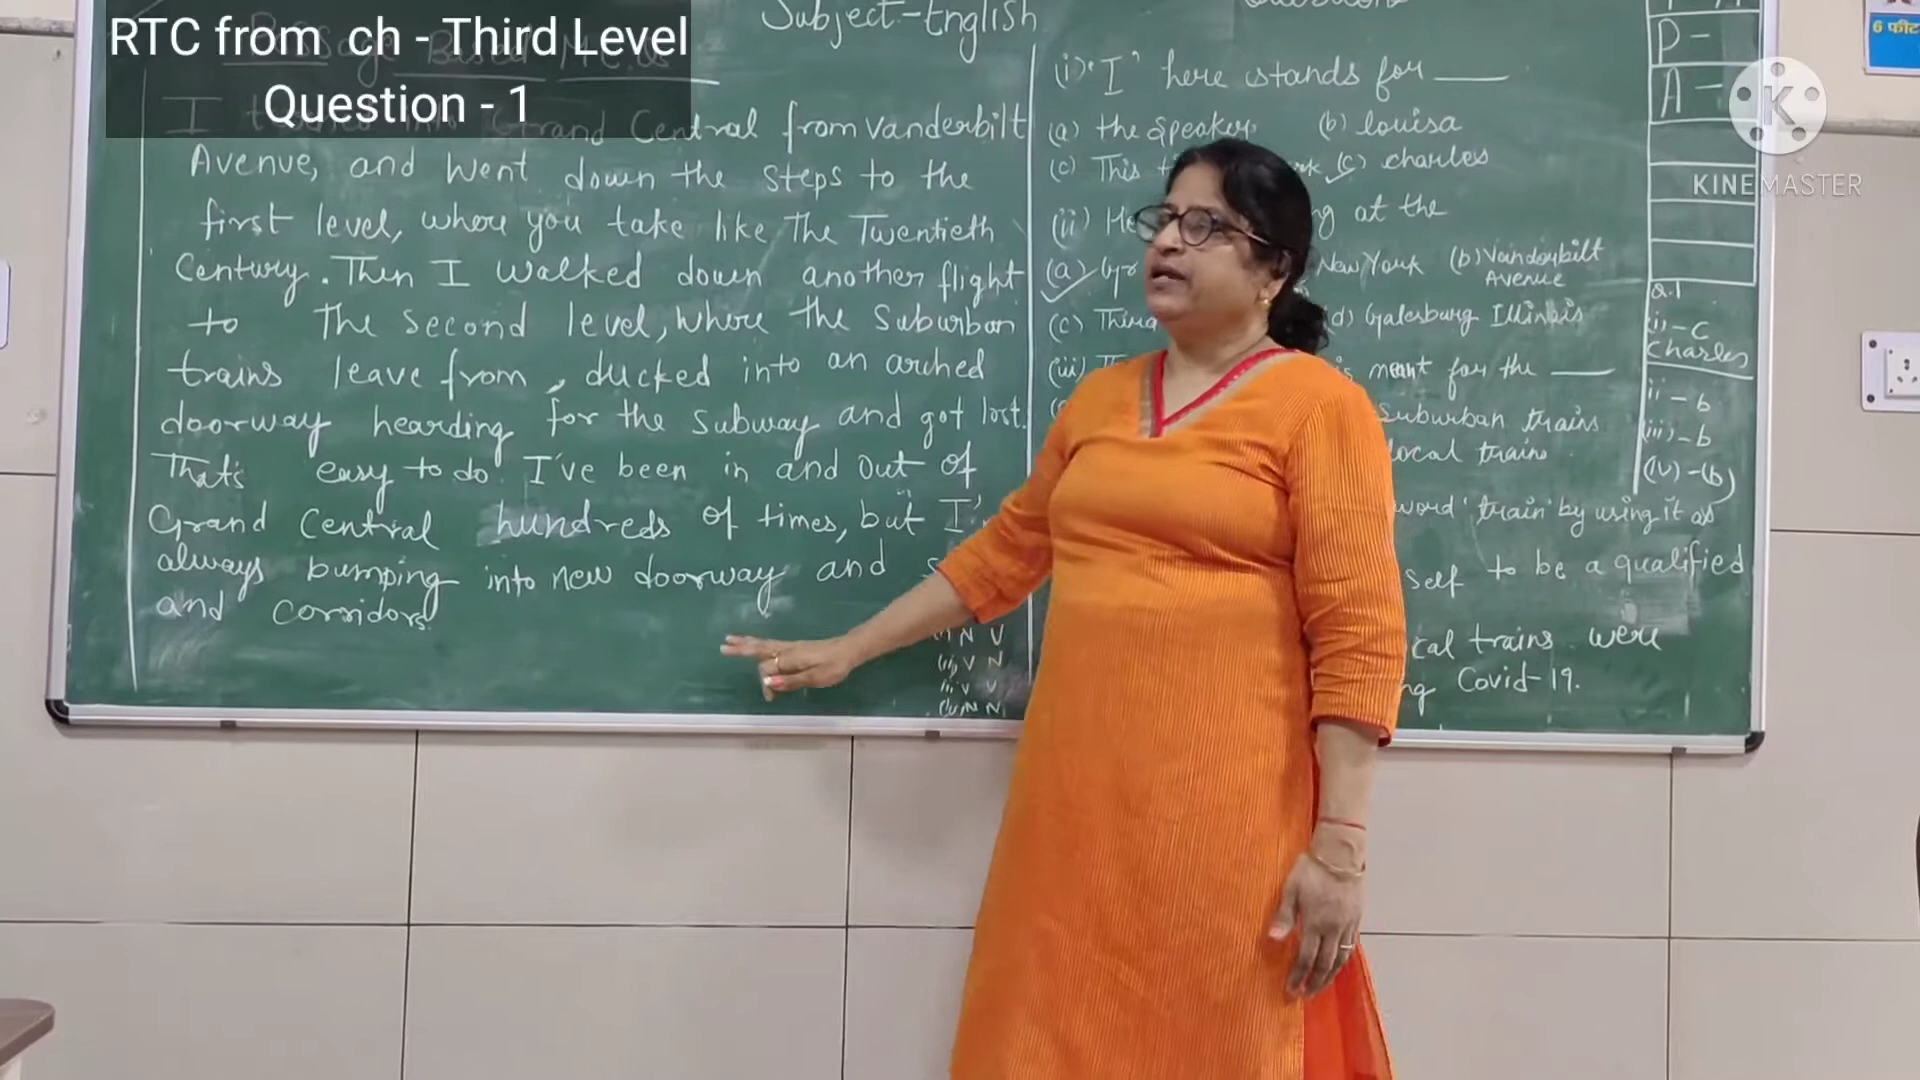 RTC from ch - Third Level
Question - 1
Subject-English
I Grand Central from Vanderbilt
Avenue, and went down the steps to the
first level, where you take like The Twentieth
Century. Then I walked down another flight
to the second level, where the suburban
trains leave from, ducked into an arched
doorway hearding for the subway and got lost.
That's easy to do. I've been in and out of
Grand Central hundreds of times, but I'
always bumping into new doorway and
and corridors.
(i) "I" here stands for
(a) the Speaker (b) louisa
(c) This (c) charles
(ii) at the
(a) New York (b) Vanderbilt
Avenue
(c) d) Galesburg Illinois
(iii) is meant for the
suburban trains
local trains
word 'train' by using it as
self to be a qualified
cal trains were
ng Covid-19.
N V
V N
V V
N N
P-
A-
Q.1
(i) - C
Charles
ii - b
(iii) - b
(iv) - (b)
6 फीट
K
KINEMASTER